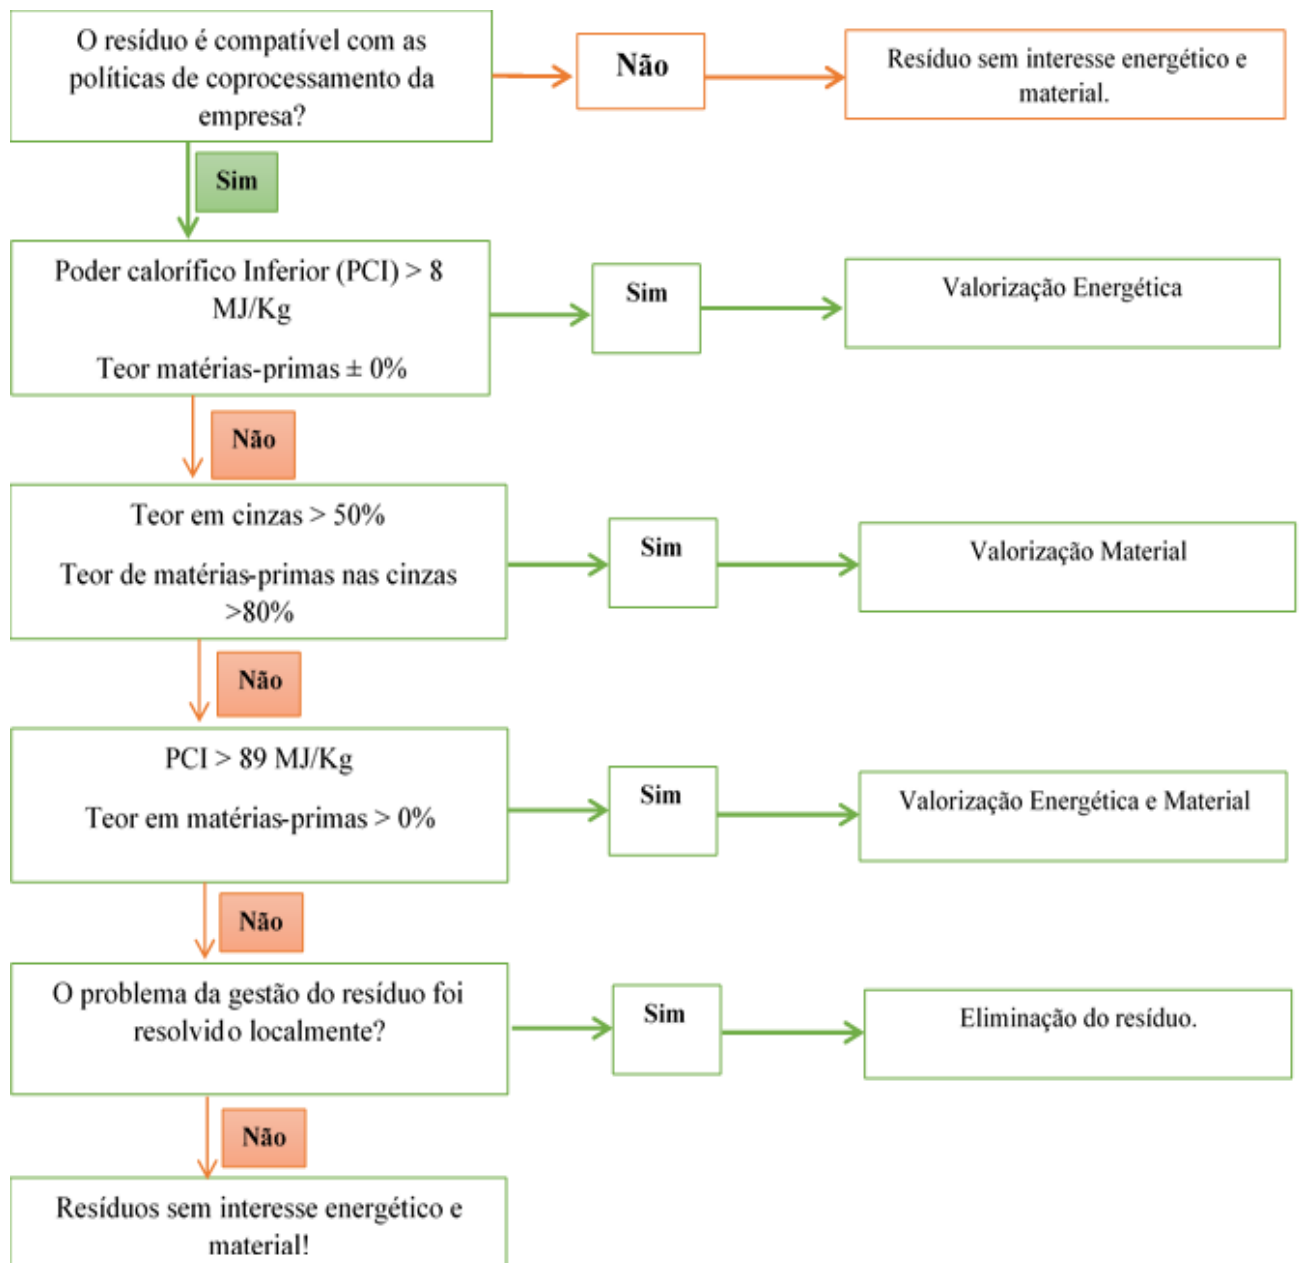 O resíduo é compatível com as
políticas de coprocessamento da
empresa?
Não
Resíduo sem interesse energético e
material.
Sim
Poder calorífico Inferior (PCI) > 8
MJ/Kg
Teor matérias-primas ± 0%
Sim
Valorização Energética
Não
Teor em cinzas > 50%
Teor de matérias-primas nas cinzas
>80%
Sim
Valorização Material
Não
PCI > 89 MJ/Kg
Teor em matérias-primas > 0%
Sim
Valorização Energética e Material
Não
O problema da gestão do resíduo foi
resolvido localmente?
Sim
Eliminação do resíduo.
Não
Resíduos sem interesse energético e
material!